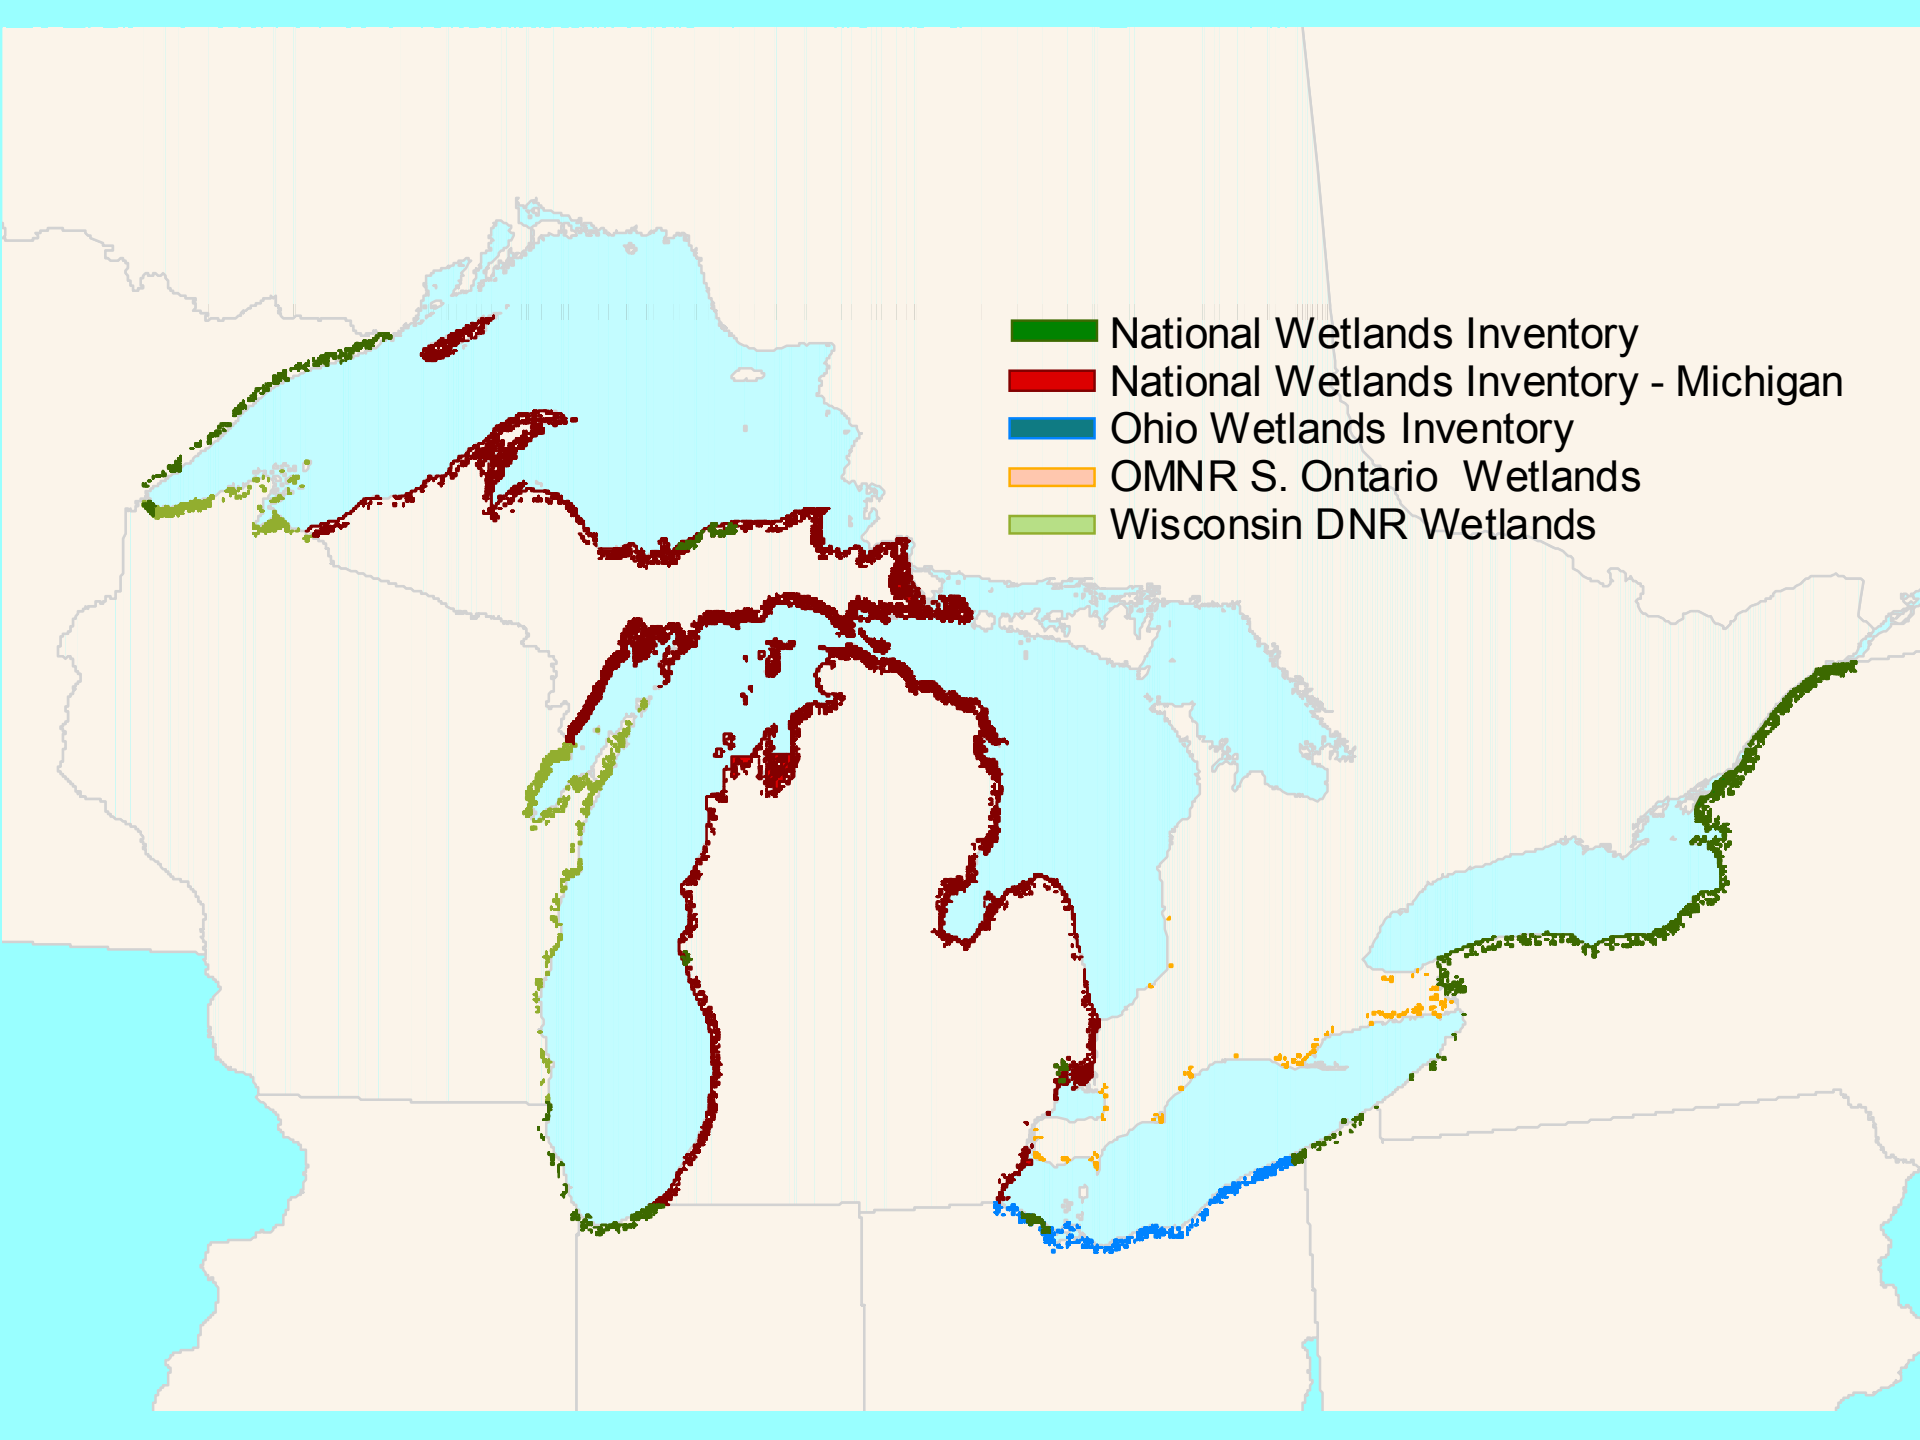 National Wetlands Inventory
National Wetlands Inventory - Michigan
Ohio Wetlands Inventory
OMNR S. Ontario  Wetlands
Wisconsin DNR Wetlands